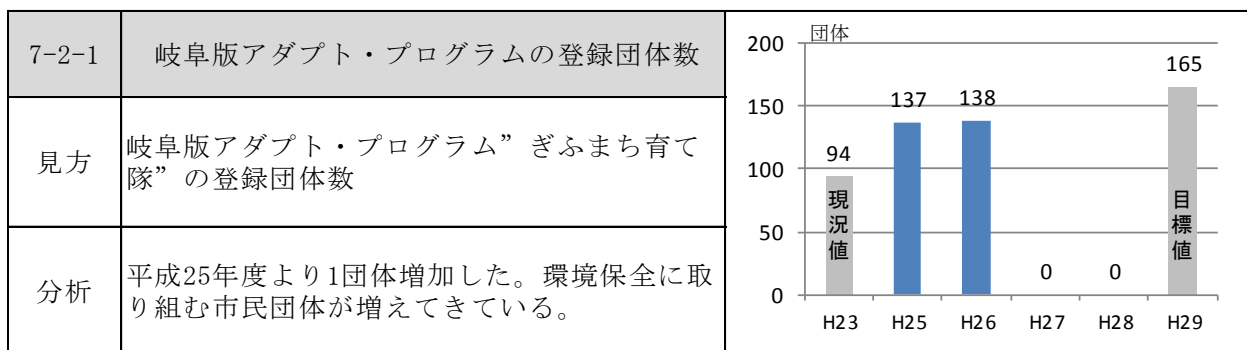 7-2-1
岐阜版アダプト・プログラムの登録団体数
見方
岐阜版アダプト・プログラム”ぎふまち育て
隊”の登録団体数
分析
平成25年度より1団体増加した。環境保全に取
り組む市民団体が増えてきている。
団体
200
150
100
50
0
94
137
138
0
0
165
現況値
目標値
H23
H25
H26
H27
H28
H29